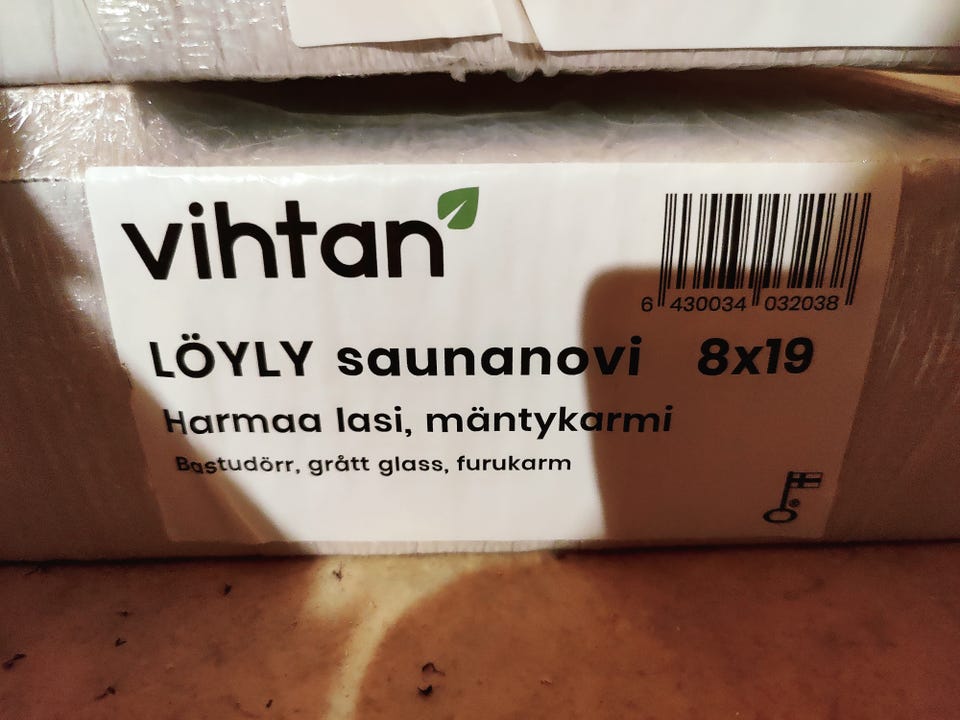 vihtan
6 430034 032038
LÖYLY saunanovi 8x19
Harmaa lasi, mäntykarmi
Bastudörr, grått glass, furukarm